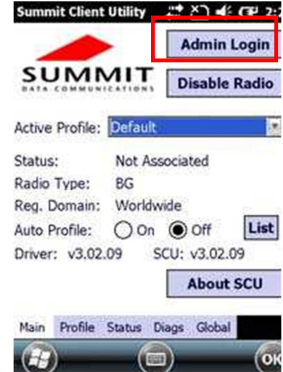 Summit Client Utility
Admin Login
SUMMIT
DATA COMMUNICATIONS
Disable Radio
Active Profile: Default
Status: Not Associated
Radio Type: BG
Reg. Domain: Worldwide
Auto Profile: On Off List
Driver: v3.02.09 SCU: v3.02.09
About SCU
Main Profile Status Diags Global